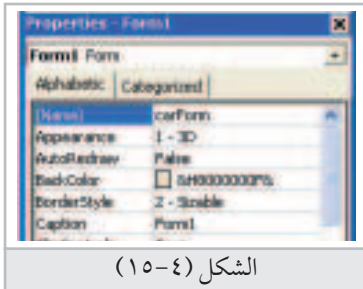 Properties - Form1
Form1 Form
Alphabetic Categorized
(Name) carForm
Appearance 1 - 3D
AutoRedraw False
BackColor
BorderStyle 2 - Sizable
Caption Form1
الشكل (٤-١٥)